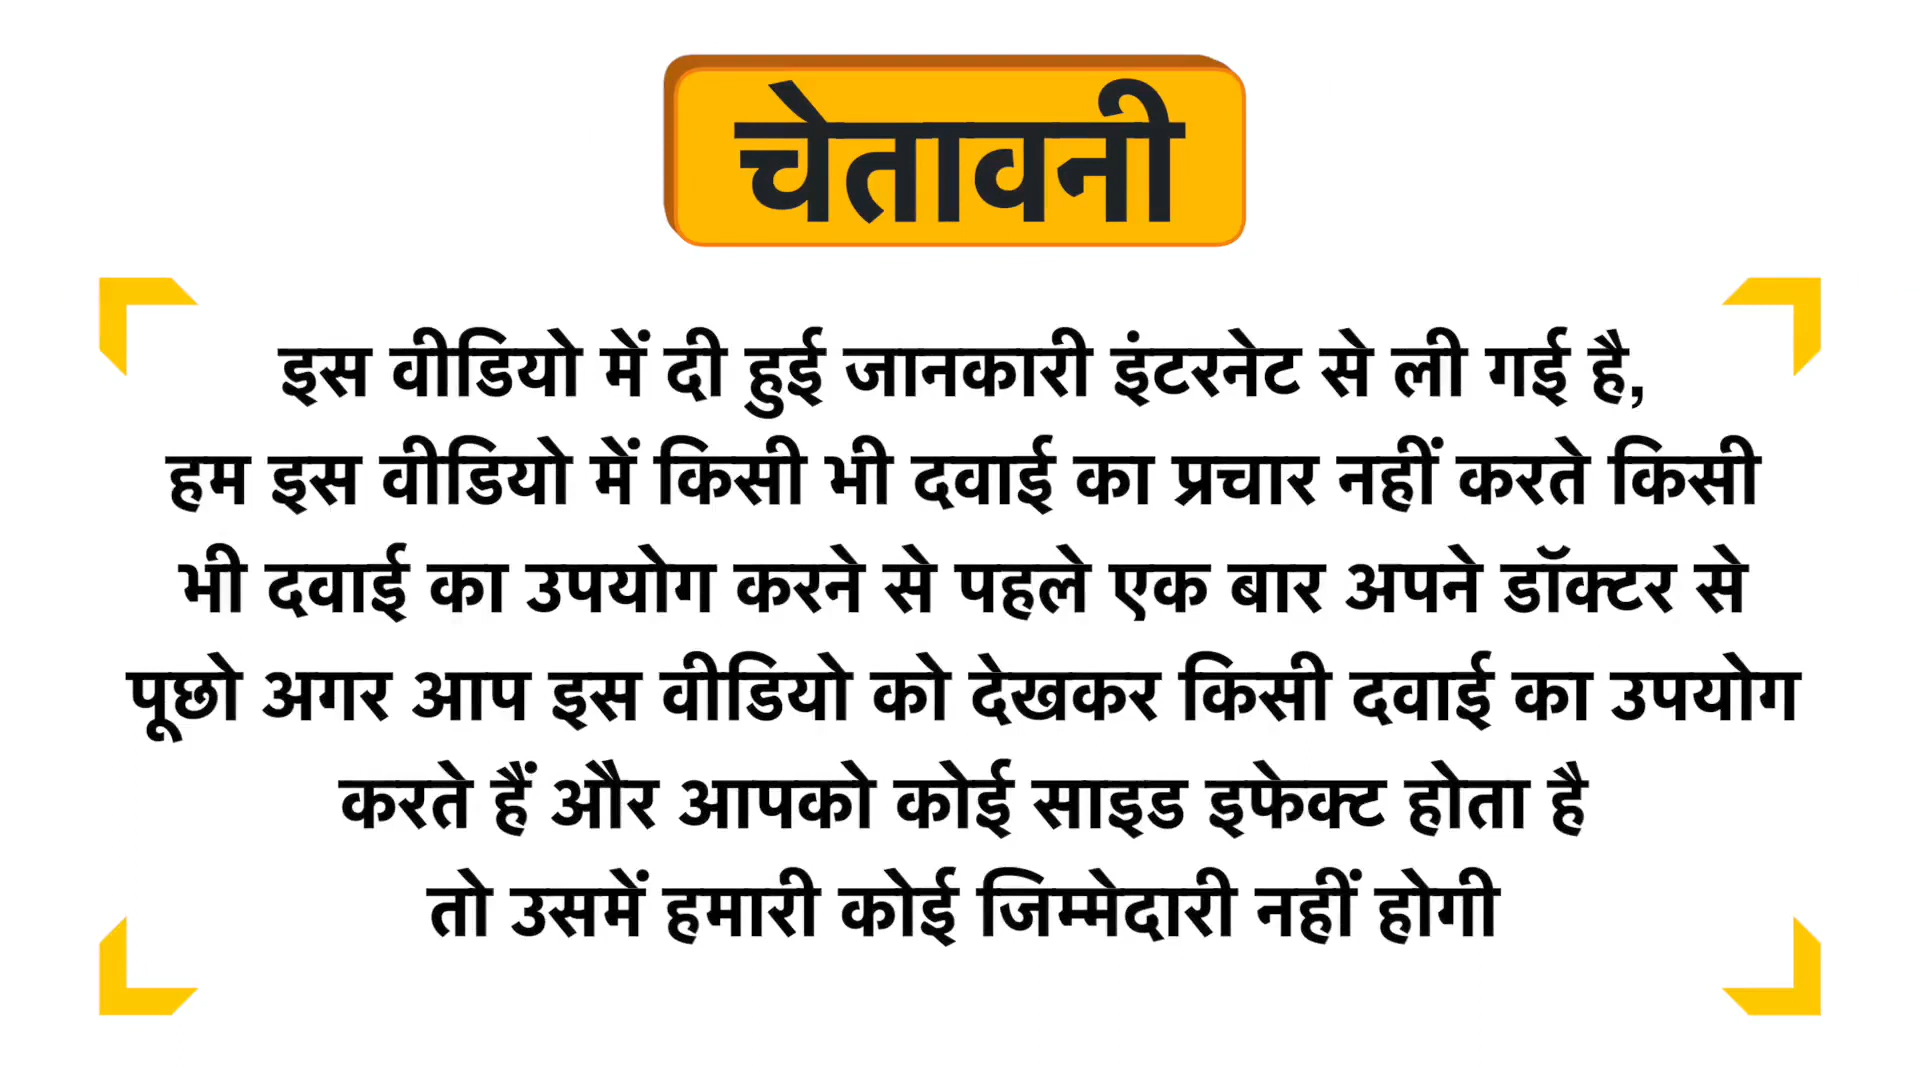 चेतावनी
इस वीडियो में दी हुई जानकारी इंटरनेट से ली गई है,
हम इस वीडियो में किसी भी दवाई का प्रचार नहीं करते किसी
भी दवाई का उपयोग करने से पहले एक बार अपने डॉक्टर से
पूछो अगर आप इस वीडियो को देखकर किसी दवाई का उपयोग
करते हैं और आपको कोई साइड इफेक्ट होता है
तो उसमें हमारी कोई जिम्मेदारी नहीं होगी